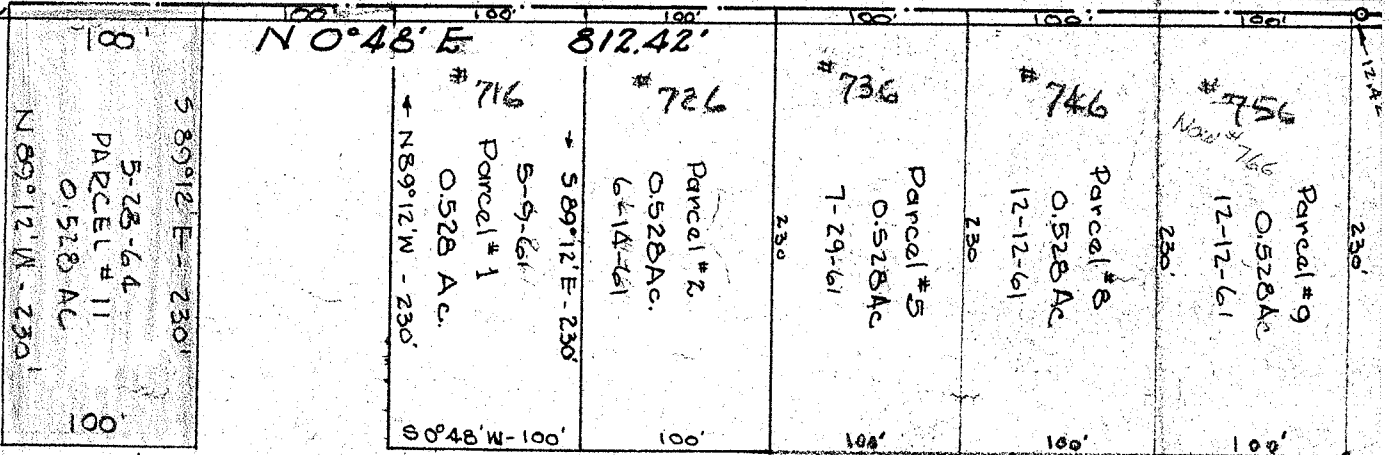 100'
100'
100'
100'
100'
100'
N 0°48' E 812.42'
12.42
S 89°12' E - 230'
5-28-64
PARCEL # 11
0.528 AC
N 89°12' W - 230'
100'
# 716
S 89°12' E - 230'
5-9-61
Parcel # 1
0.528 Ac.
N 89°12' W - 230'
S 0°48' W - 100'
# 726
Parcel # 2
0.528 AC.
6-14-61
100'
# 736
230
Parcel # 5
0.528 Ac
7-29-61
100'
# 746
230
Parcel # 8
0.528 Ac
12-12-61
100'
# 756
Now # 766
230'
Parcel # 9
0.528 Ac
12-12-61
230'
100'